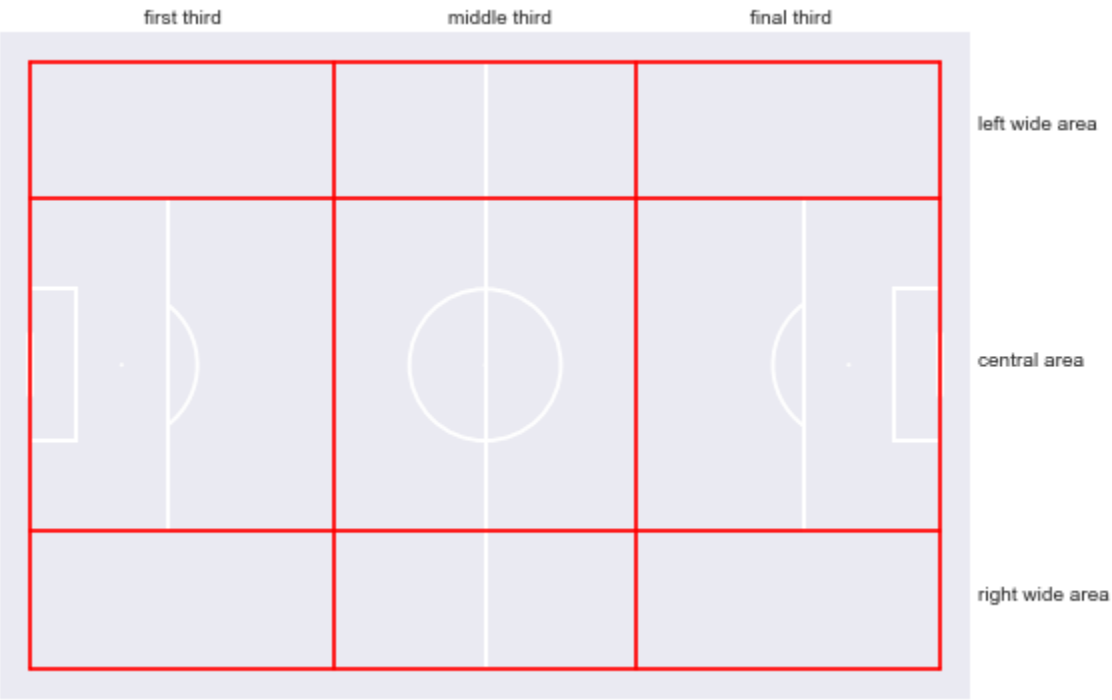 first third
middle third
final third
left wide area
central area
right wide area